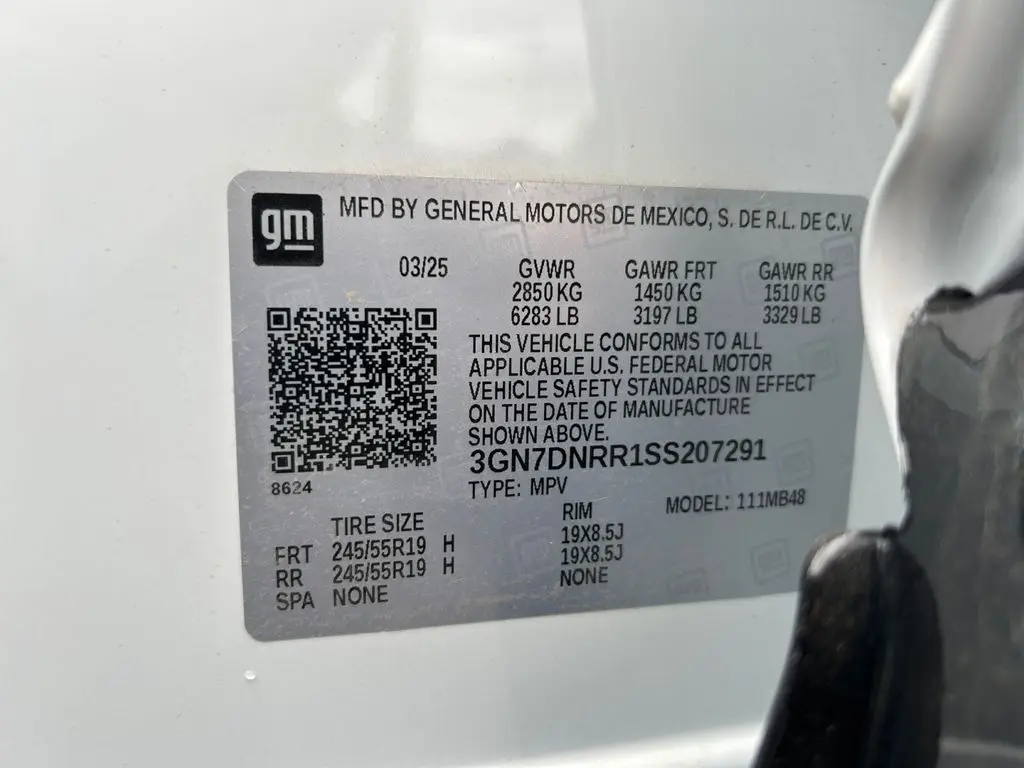 gm
MFD BY GENERAL MOTORS DE MEXICO, S. DE R.L. DE C.V.
03/25 GVWR GAWR FRT GAWR RR
2850 KG 1450 KG 1510 KG
6283 LB 3197 LB 3329 LB
THIS VEHICLE CONFORMS TO ALL
APPLICABLE U.S. FEDERAL MOTOR
VEHICLE SAFETY STANDARDS IN EFFECT
ON THE DATE OF MANUFACTURE
SHOWN ABOVE.
3GN7DNRR1SS207291
8624
TYPE: MPV MODEL: 111MB48
TIRE SIZE RIM
FRT 245/55R19 H 19X8.5J
RR 245/55R19 H 19X8.5J
SPA NONE NONE